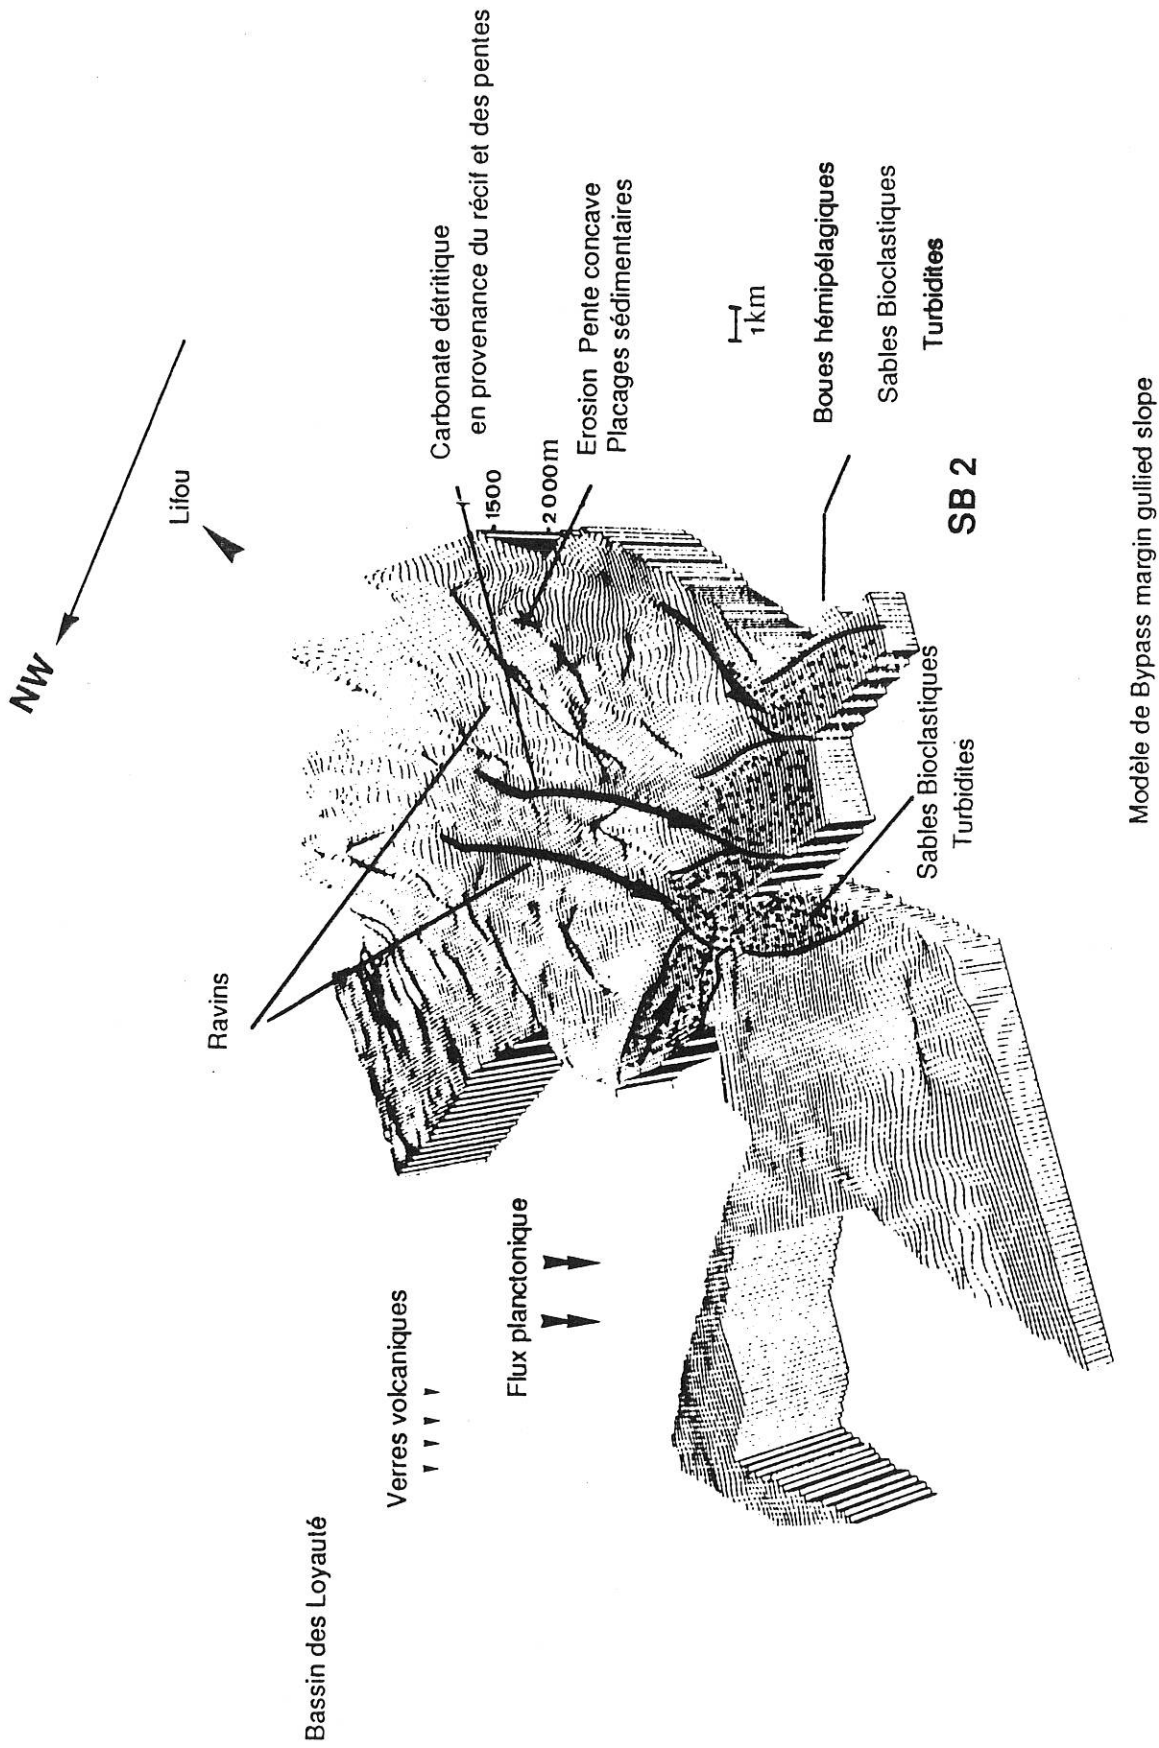 Bassin des Loyauté
NW
Lifou
Ravins
Verres volcaniques
Flux planctonique
Carbonate détritique
en provenance du récif et des pentes
1500
2000m
Erosion Pente concave
Placages sédimentaires
1km
Boues hémipélagiques
Sables Bioclastiques
Turbidites
SB 2
Sables Bioclastiques
Turbidites
Modèle de Bypass margin gullied slope